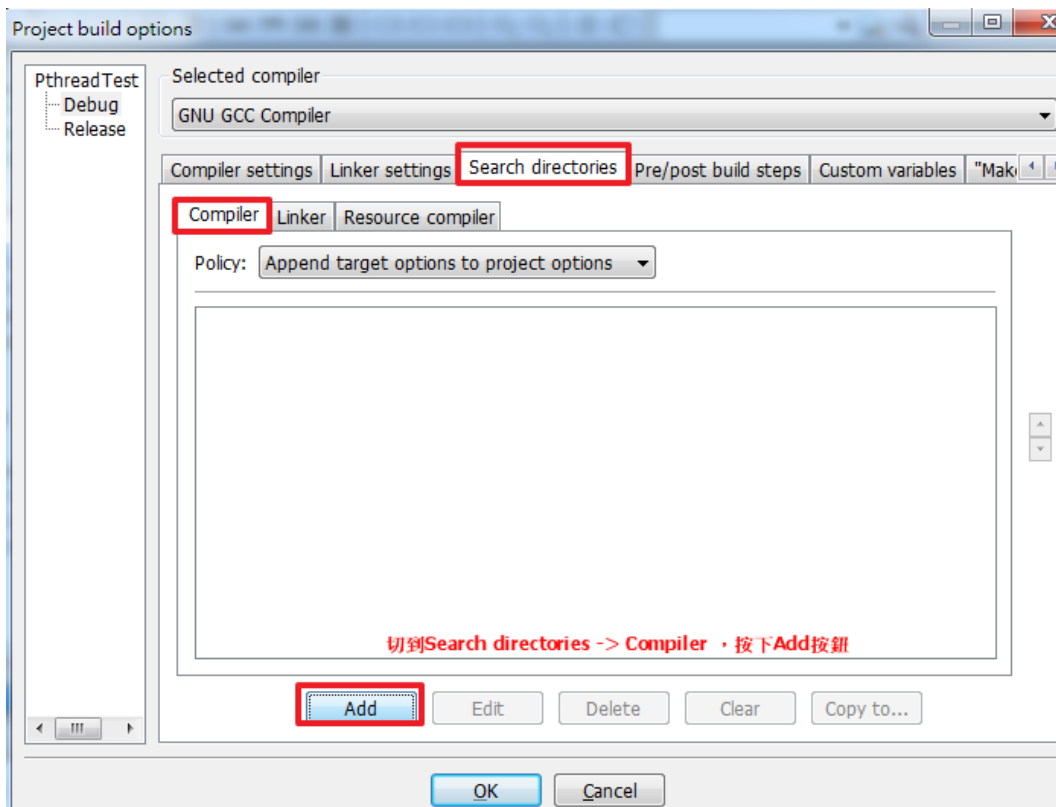 Project build options
PthreadTest
Debug
Release
Selected compiler
GNU GCC Compiler
Compiler settings Linker settings Search directories Pre/post build steps Custom variables "Mak
Compiler Linker Resource compiler
Policy: Append target options to project options
切到Search directories -> Compiler ，按下Add按鈕
Add Edit Delete Clear Copy to...
OK Cancel